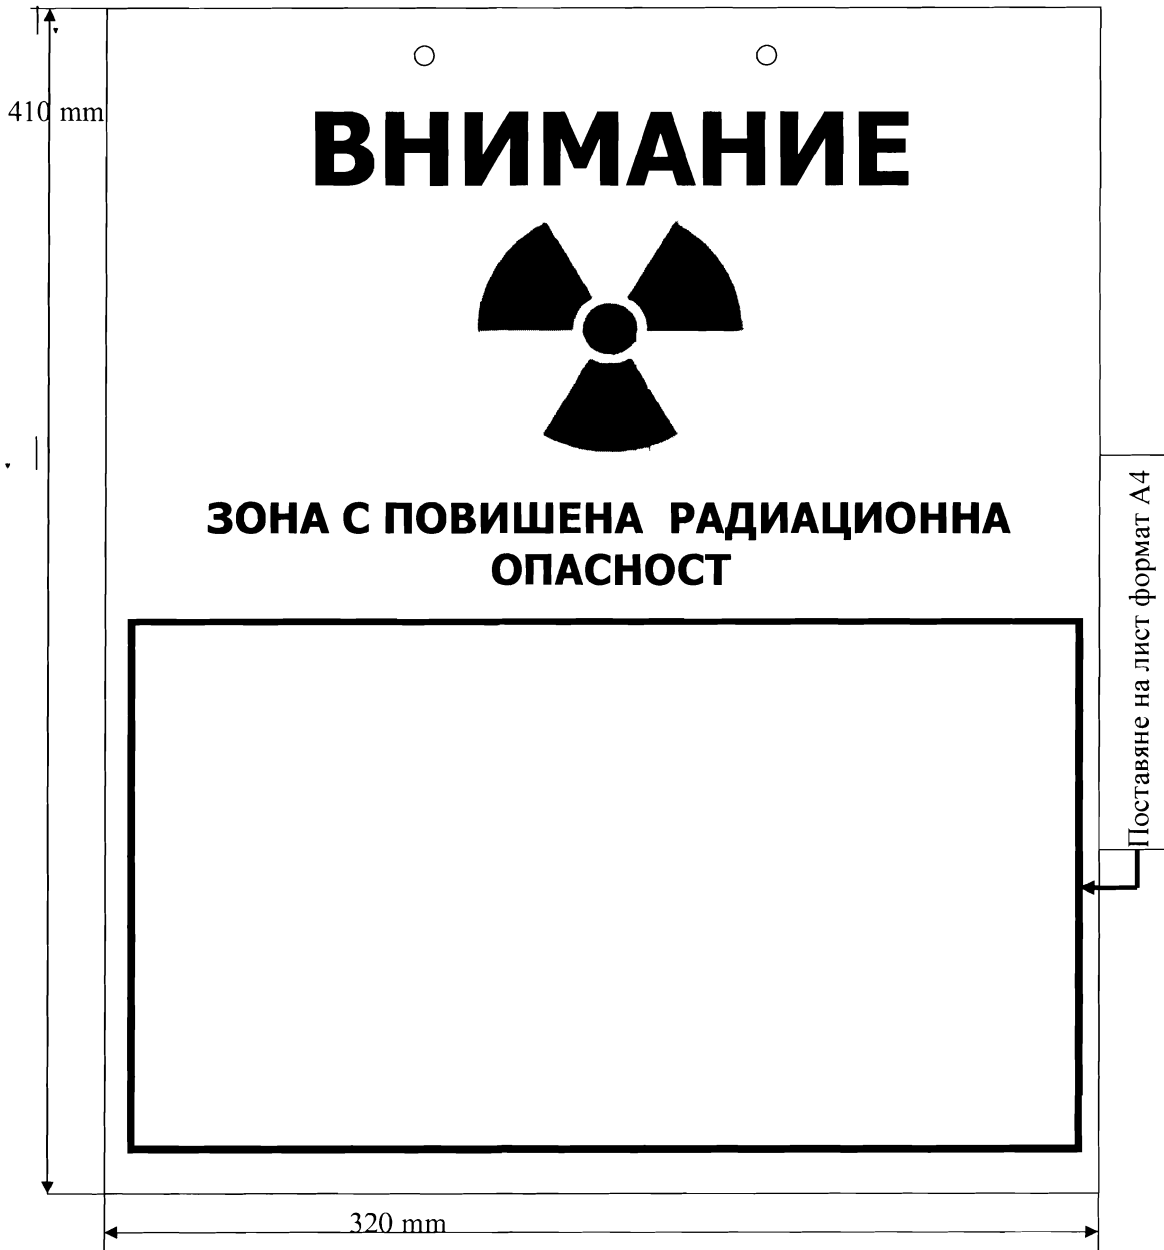 410 mm
ВНИМАНИЕ
ЗОНА С ПОВИШЕНА РАДИАЦИОННА
ОПАСНОСТ
Поставяне на лист формат А4
320 mm